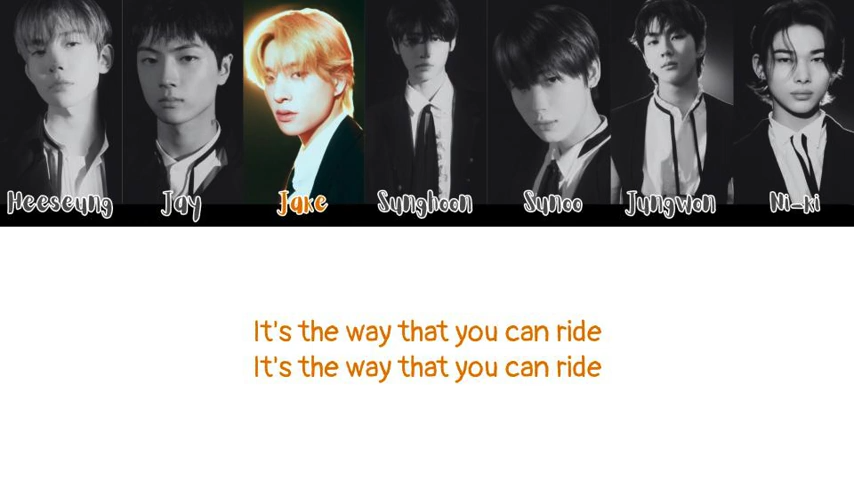 Heeseung Jay Jake Sunghoon Sunoo Jungwon Ni-ki
It's the way that you can ride
It's the way that you can ride